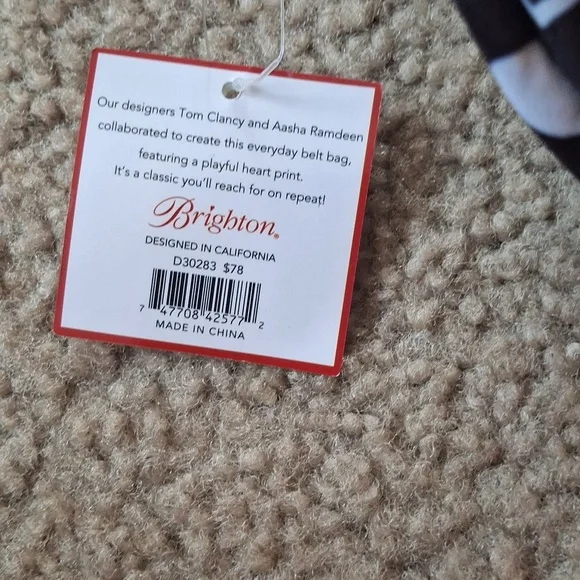 Our designers Tom Clancy and Aasha Ramdeen
collaborated to create this everyday belt bag,
featuring a playful heart print.
It's a classic you'll reach for on repeat!
Brighton®
DESIGNED IN CALIFORNIA
D30283 $78
7 47708 42577 2
MADE IN CHINA